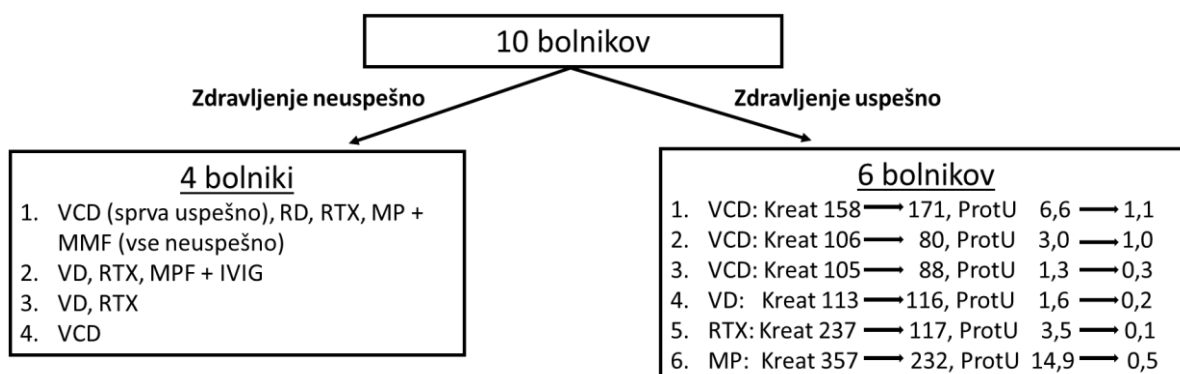 10 bolnikov
Zdravljenje neuspešno
Zdravljenje uspešno
4 bolniki
1. VCD (sprva uspešno), RD, RTX, MP +
MMF (vse neuspešno)
2. VD, RTX, MPF + IVIG
3. VD, RTX
4. VCD
6 bolnikov
1. VCD: Kreat 158 → 171, ProtU 6,6 → 1,1
2. VCD: Kreat 106 → 80, ProtU 3,0 → 1,0
3. VCD: Kreat 105 → 88, ProtU 1,3 → 0,3
4. VD: Kreat 113 → 116, ProtU 1,6 → 0,2
5. RTX: Kreat 237 → 117, ProtU 3,5 → 0,1
6. MP: Kreat 357 → 232, ProtU 14,9 → 0,5